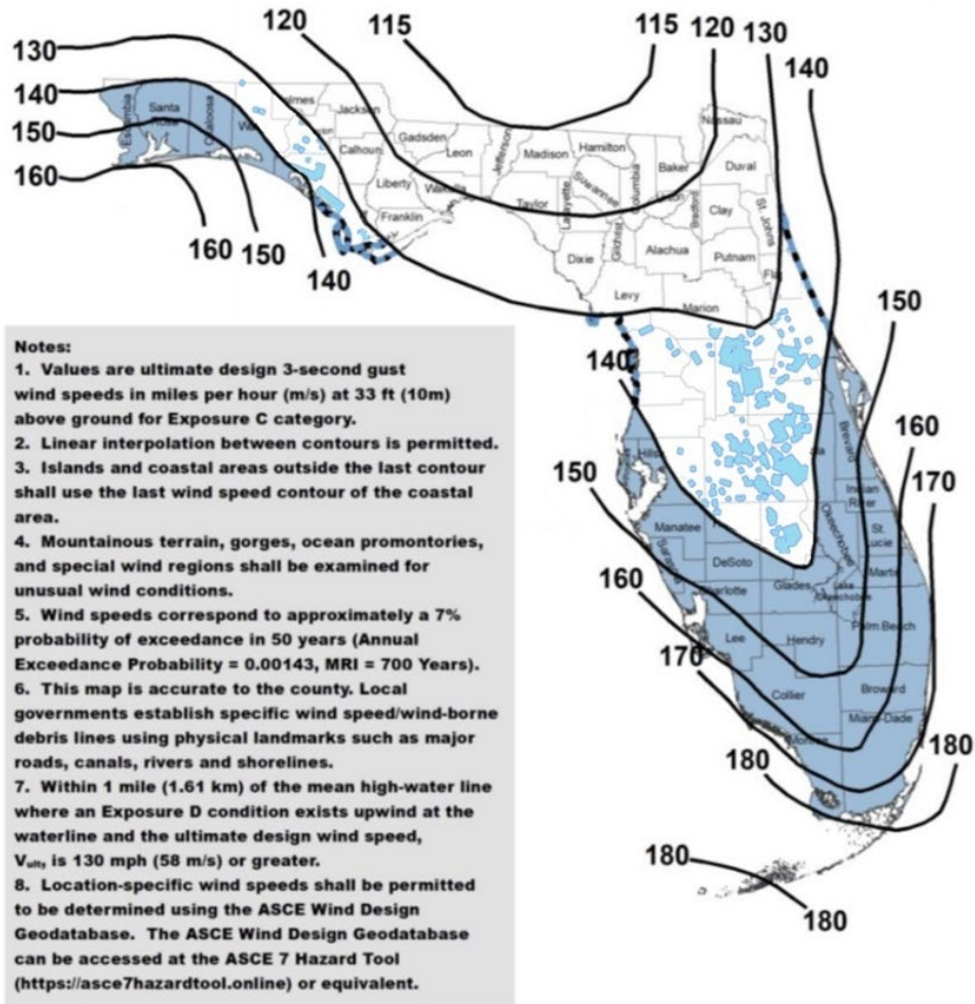 120
115
115
120
130
130
140
140
150
160
160
150
140
Escambia
Santa
Rosa
Okaloosa
Jackson
Calhoun
Gadsden
Leon
Liberty
Wakulla
Franklin
Jefferson
Madison
Hamilton
Taylor
Lafayette
Suwannee
Columbia
Baker
Nassau
Duval
Union
Bradford
Clay
St. Johns
Dixie
Gilchrist
Alachua
Putnam
Levy
Marion
140
150
160
170
180
150
160
170
180
Brevard
Indian
River
Okeechobee
St.
Lucie
Manatee
Sarasota
DeSoto
Charlotte
Glades
Martin
Lake
Okeechobee
Lee
Hendry
Palm Beach
Collier
Broward
Miami-Dade
Monroe
180
180
Notes:
1. Values are ultimate design 3-second gust
wind speeds in miles per hour (m/s) at 33 ft (10m)
above ground for Exposure C category.
2. Linear interpolation between contours is permitted.
3. Islands and coastal areas outside the last contour
shall use the last wind speed contour of the coastal
area.
4. Mountainous terrain, gorges, ocean promontories,
and special wind regions shall be examined for
unusual wind conditions.
5. Wind speeds correspond to approximately a 7%
probability of exceedance in 50 years (Annual
Exceedance Probability = 0.00143, MRI = 700 Years).
6. This map is accurate to the county. Local
governments establish specific wind speed/wind-borne
debris lines using physical landmarks such as major
roads, canals, rivers and shorelines.
7. Within 1 mile (1.61 km) of the mean high-water line
where an Exposure D condition exists upwind at the
waterline and the ultimate design wind speed,
Vult, is 130 mph (58 m/s) or greater.
8. Location-specific wind speeds shall be permitted
to be determined using the ASCE Wind Design
Geodatabase. The ASCE Wind Design Geodatabase
can be accessed at the ASCE 7 Hazard Tool
(https://asce7hazardtool.online) or equivalent.